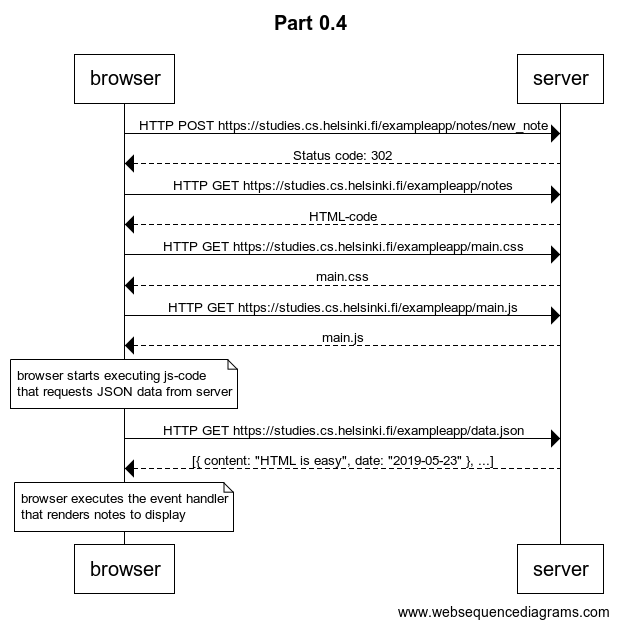 Part 0.4
browser
server
HTTP POST https://studies.cs.helsinki.fi/exampleapp/notes/new_note
Status code: 302
HTTP GET https://studies.cs.helsinki.fi/exampleapp/notes
HTML-code
HTTP GET https://studies.cs.helsinki.fi/exampleapp/main.css
main.css
HTTP GET https://studies.cs.helsinki.fi/exampleapp/main.js
main.js
browser starts executing js-code
that requests JSON data from server
HTTP GET https://studies.cs.helsinki.fi/exampleapp/data.json
[{ content: "HTML is easy", date: "2019-05-23" }, ...]
browser executes the event handler
that renders notes to display
browser
server
www.websequencediagrams.com